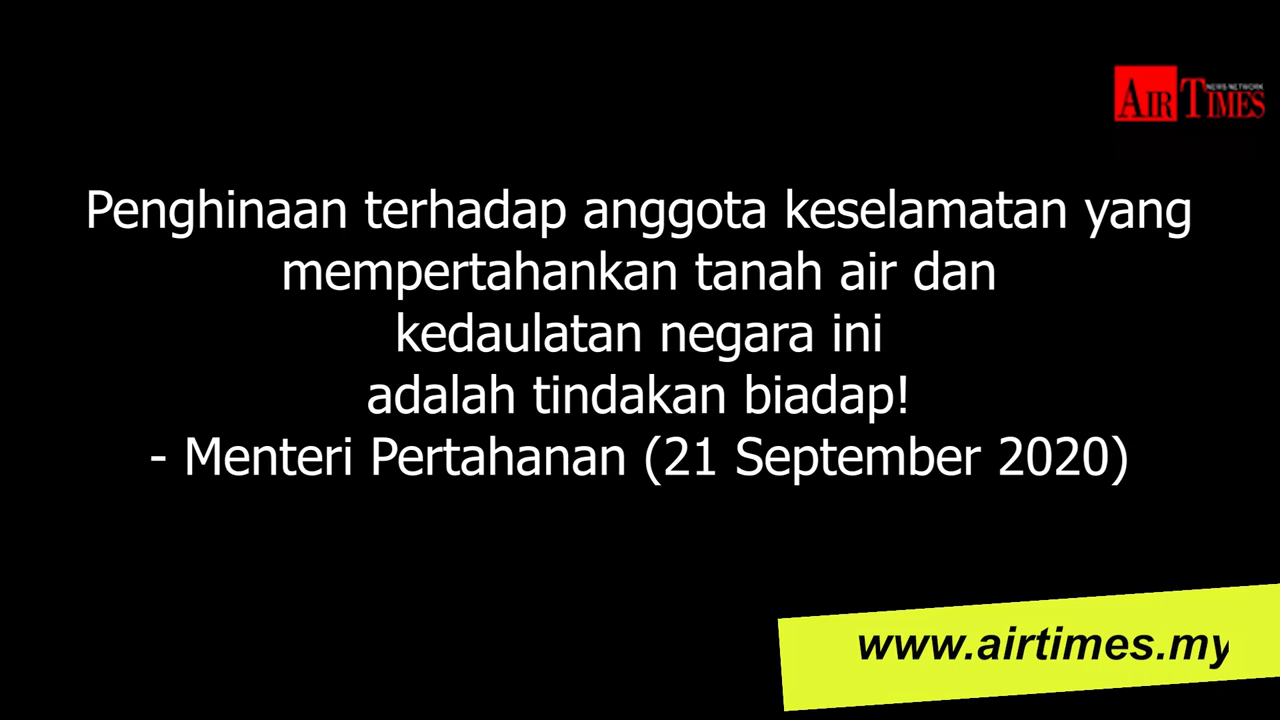 AIR TIMES
NEWS NETWORK
Penghinaan terhadap anggota keselamatan yang
mempertahankan tanah air dan
kedaulatan negara ini
adalah tindakan biadap!
- Menteri Pertahanan (21 September 2020)
www.airtimes.my